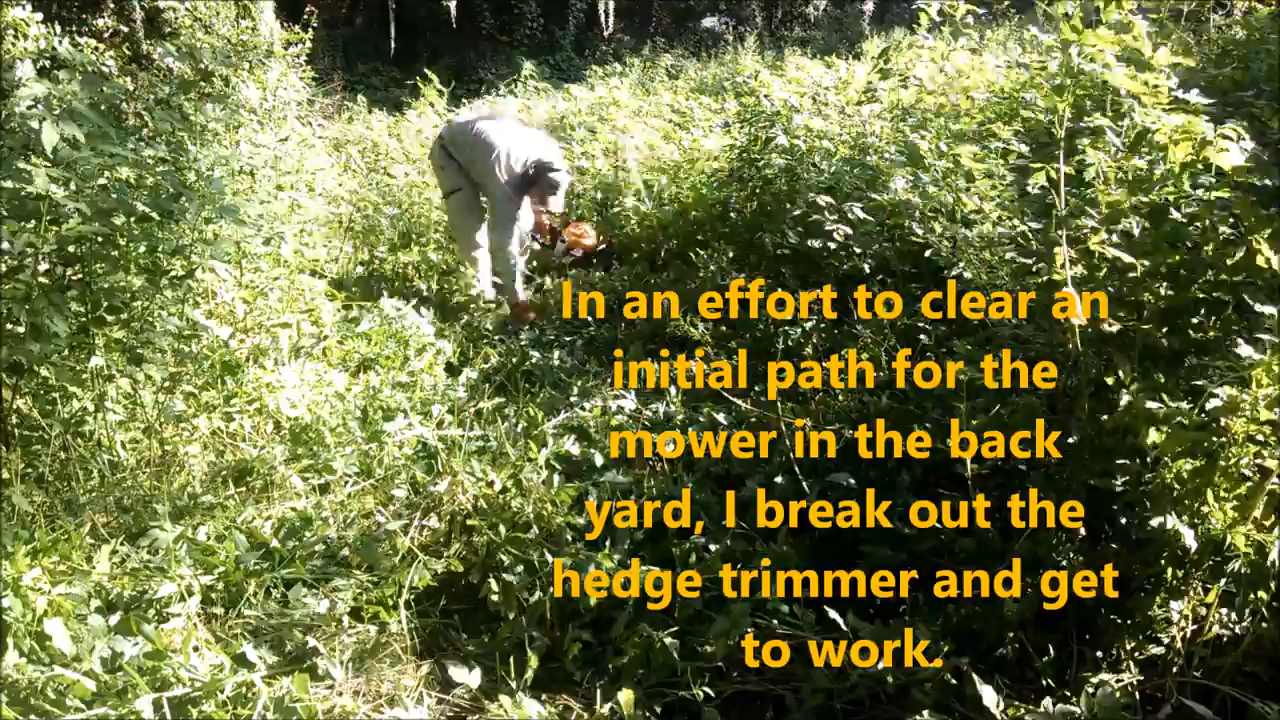 In an effort to clear an
initial path for the
mower in the back
yard, I break out the
hedge trimmer and get
to work.